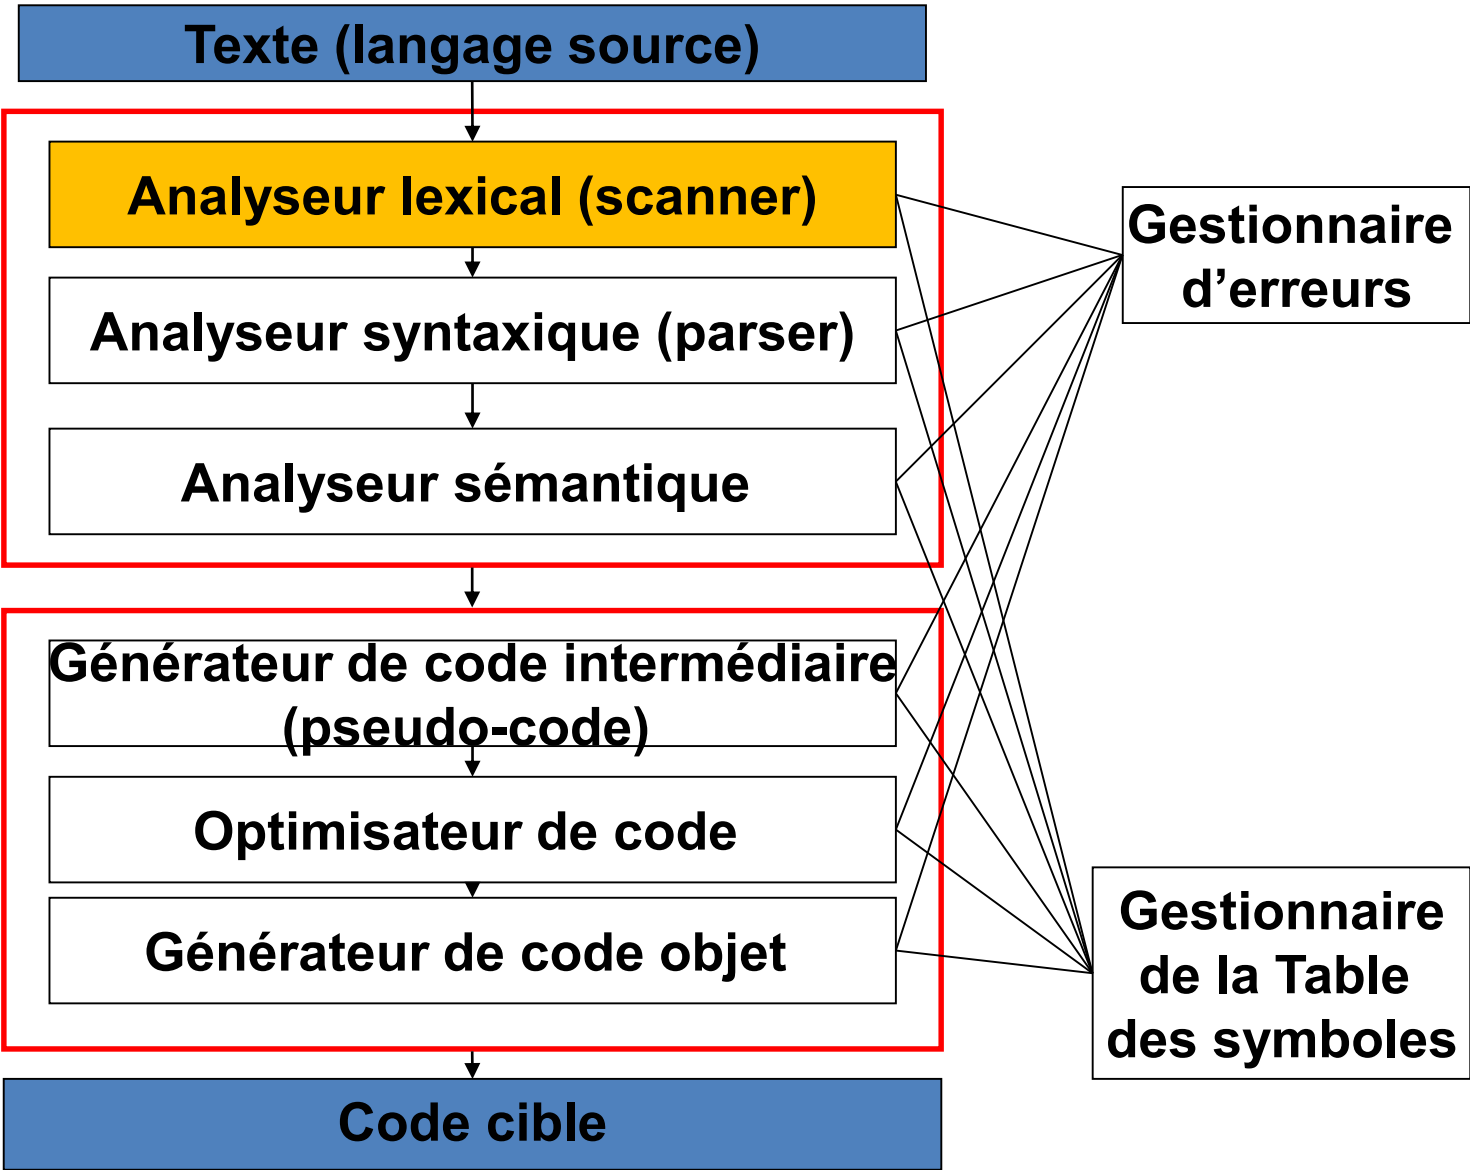 Texte (langage source)
Analyseur lexical (scanner)
Analyseur syntaxique (parser)
Analyseur sémantique
Générateur de code intermédiaire
(pseudo-code)
Optimisateur de code
Générateur de code objet
Code cible
Gestionnaire
d’erreurs
Gestionnaire
de la Table
des symboles